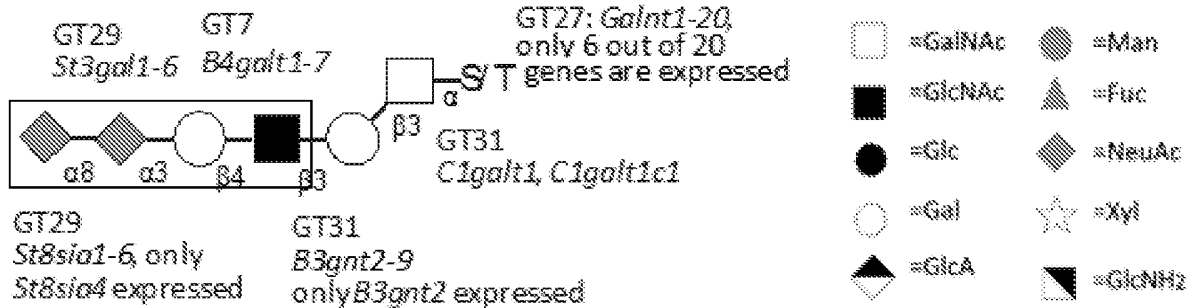 GT29
St3gal1-6
GT7
B4galt1-7
GT27: Galnt1-20,
only 6 out of 20
genes are expressed
S/T
α
β3
GT31
C1galt1, C1galt1c1
α8
α3
β4
β3
GT29
St8sia1-6, only
St8sia4 expressed
GT31
B3gnt2-9
only B3gnt2 expressed
=GalNAc
=GlcNAc
=Glc
=Gal
=GlcA
=Man
=Fuc
=NeuAc
=Xyl
=GlcNH2